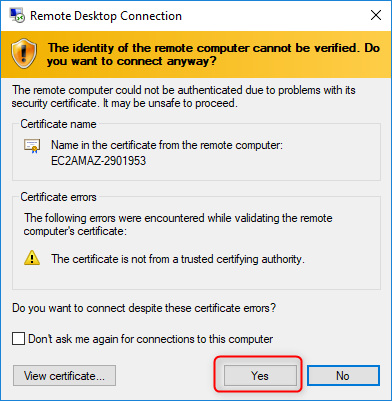 Remote Desktop Connection
The identity of the remote computer cannot be verified. Do
you want to connect anyway?
The remote computer could not be authenticated due to problems with its
security certificate. It may be unsafe to proceed.
Certificate name
Name in the certificate from the remote computer:
EC2AMAZ-2901953
Certificate errors
The following errors were encountered while validating the remote
computer's certificate:
The certificate is not from a trusted certifying authority.
Do you want to connect despite these certificate errors?
Don't ask me again for connections to this computer
View certificate... Yes No